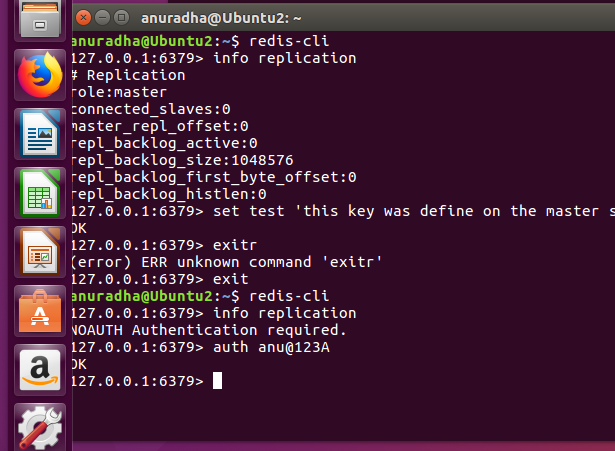 anuradha@Ubuntu2: ~
anuradha@Ubuntu2:~$ redis-cli
127.0.0.1:6379> info replication
# Replication
role:master
connected_slaves:0
master_repl_offset:0
repl_backlog_active:0
repl_backlog_size:1048576
repl_backlog_first_byte_offset:0
repl_backlog_histlen:0
127.0.0.1:6379> set test 'this key was define on the master s
OK
127.0.0.1:6379> exitr
(error) ERR unknown command 'exitr'
127.0.0.1:6379> exit
anuradha@Ubuntu2:~$ redis-cli
127.0.0.1:6379> info replication
NOAUTH Authentication required.
127.0.0.1:6379> auth anu@123A
OK
127.0.0.1:6379>